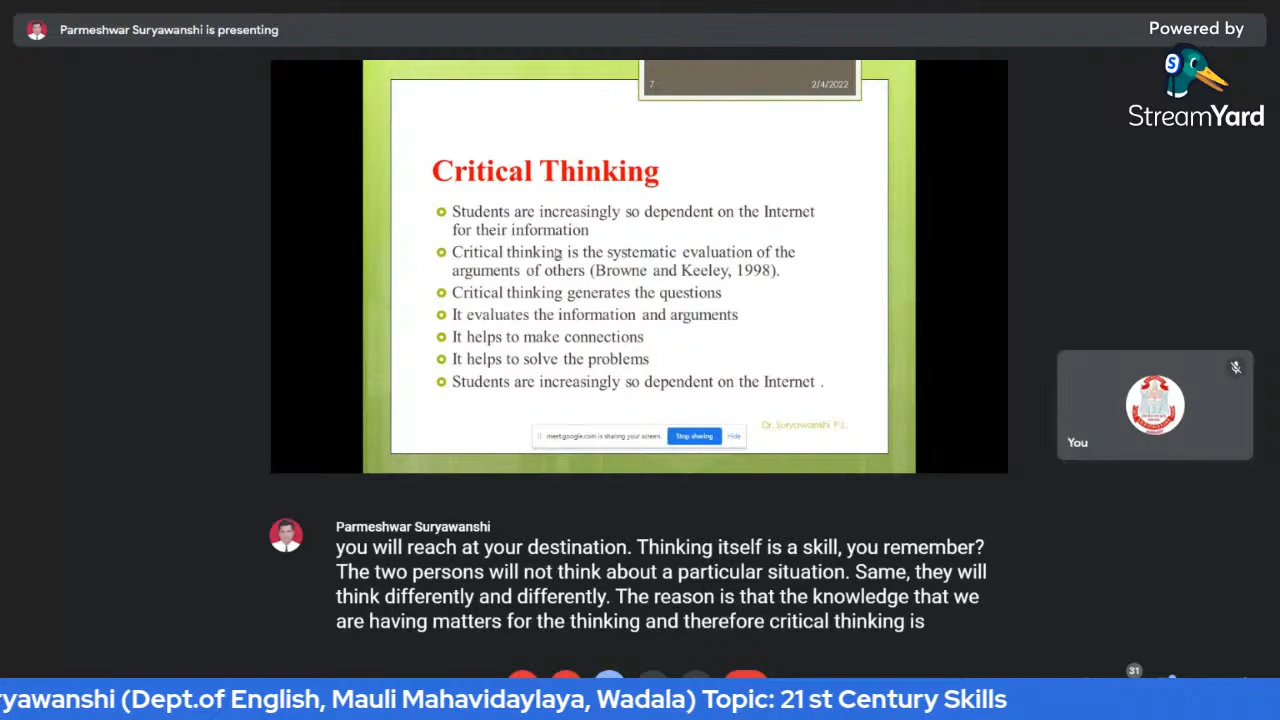 Parmeshwar Suryawanshi is presenting
Powered by
StreamYard
7 2/4/2022
Critical Thinking
Students are increasingly so dependent on the Internet
for their information
Critical thinking is the systematic evaluation of the
arguments of others (Browne and Keeley, 1998).
Critical thinking generates the questions
It evaluates the information and arguments
It helps to make connections
It helps to solve the problems
Students are increasingly so dependent on the Internet .
Dr. Suryawanshi P.L.
meet.google.com is sharing your screen. Stop sharing Hide
You
Parmeshwar Suryawanshi
you will reach at your destination. Thinking itself is a skill, you remember?
The two persons will not think about a particular situation. Same, they will
think differently and differently. The reason is that the knowledge that we
are having matters for the thinking and therefore critical thinking is
31
ryawanshi (Dept.of English, Mauli Mahavidaylaya, Wadala) Topic: 21 st Century Skills